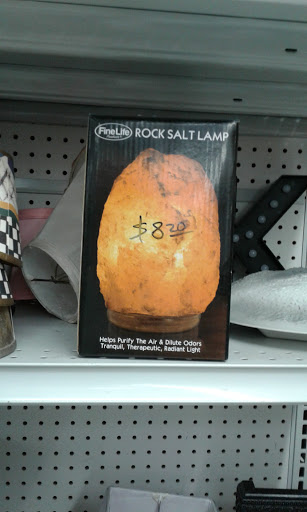 FineLife ROCK SALT LAMP
$8.20
Helps Purify The Air & Dilute Odors
Tranquil, Therapeutic, Radiant Light